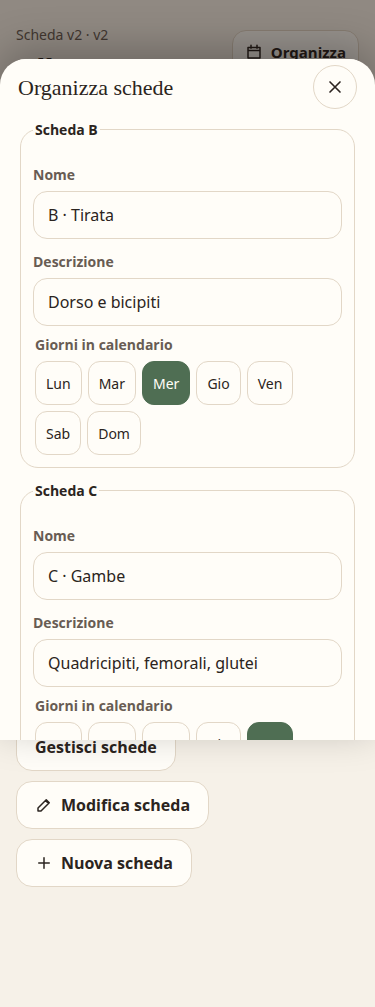 Scheda v2 · v2
Organizza
Organizza schede
Scheda B
Nome
B · Tirata
Descrizione
Dorso e bicipiti
Giorni in calendario
Lun Mar Mer Gio Ven
Sab Dom
Scheda C
Nome
C · Gambe
Descrizione
Quadricipiti, femorali, glutei
Giorni in calendario
Gestisci schede
Modifica scheda
Nuova scheda